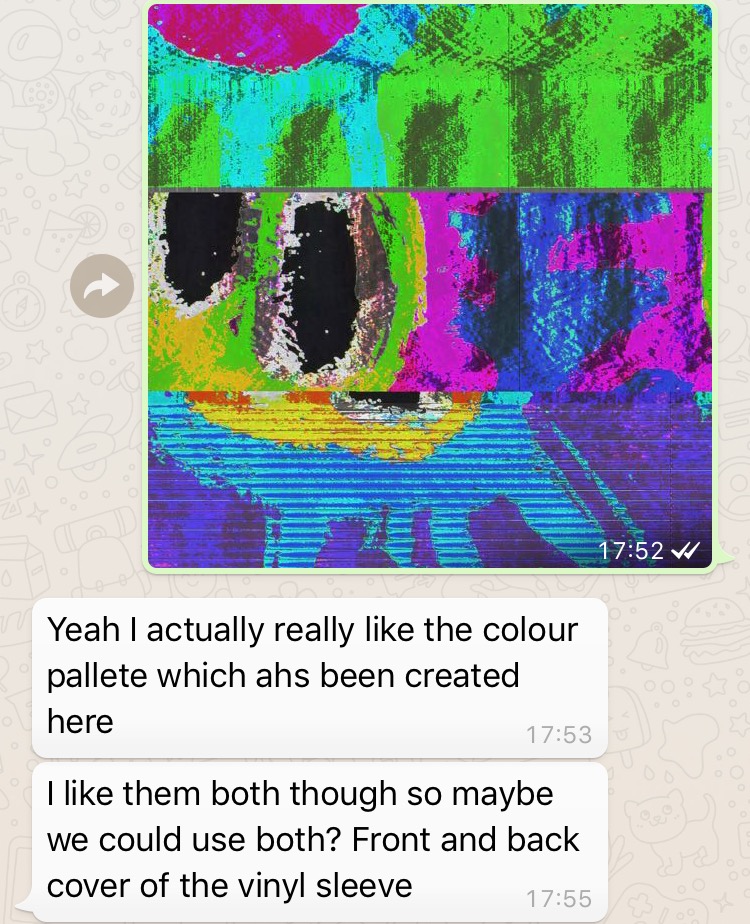 17:52
Yeah I actually really like the colour
pallete which ahs been created
here
17:53
I like them both though so maybe
we could use both? Front and back
cover of the vinyl sleeve
17:55